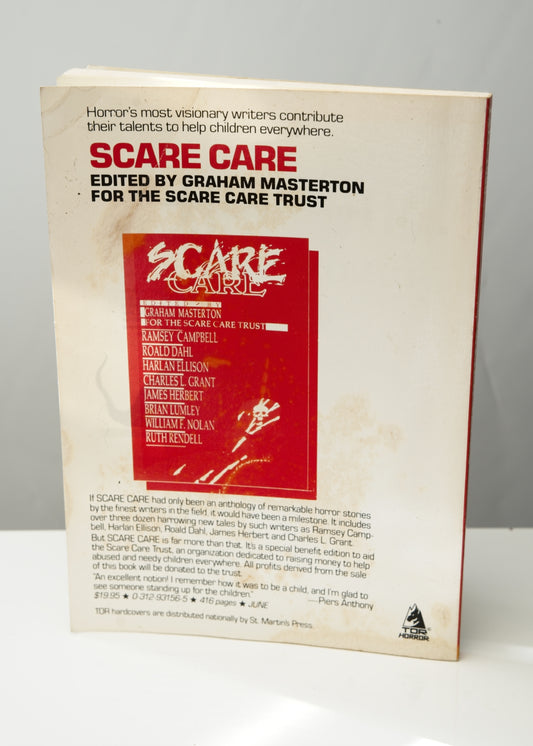 Horror's most visionary writers contribute
their talents to help children everywhere.
SCARE CARE
EDITED BY GRAHAM MASTERTON
FOR THE SCARE CARE TRUST
SCARE
CARE
EDITED BY
GRAHAM MASTERTON
FOR THE SCARE CARE TRUST
RAMSEY CAMPBELL
ROALD DAHL
HARLAN ELLISON
CHARLES L. GRANT
JAMES HERBERT
BRIAN LUMLEY
WILLIAM F. NOLAN
RUTH RENDELL
If SCARE CARE had only been an anthology of remarkable horror stories
by the finest writers in the field, it would have been a milestone. It includes
over three dozen harrowing new tales by such writers as Ramsey Camp-
bell, Harlan Ellison, Roald Dahl, James Herbert and Charles L. Grant.
But SCARE CARE is far more than that. It's a special benefit edition to aid
the Scare Care Trust, an organization dedicated to raising money to help
abused and needy children everywhere. All profits derived from the sale
of this book will be donated to the trust.
"An excellent notion! I remember how it was to be a child, and I'm glad to
see someone standing up for the children."
—Piers Anthony
$19.95 ★ 0-312-93156-5 ★ 416 pages ★ JUNE
TOR hardcovers are distributed nationally by St. Martin's Press.
TOR®
HORROR